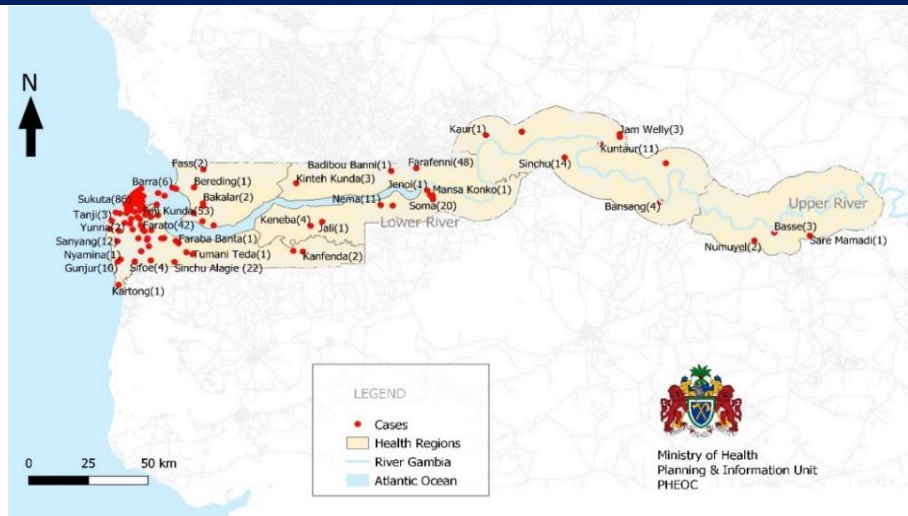 N
Kaur(1)
Jam Welly(3)
Kuntaur(11)
Fass(2)
Badibou Banni(1)
Farafenni(48)
Sinchu(14)
Barra(6)
Bereding(1)
Kinteh Kunda(3)
Jenoi(1)
Mansa Konko(1)
Sukuta(86)
Bakalar(2)
Nema(11)
Soma(20)
Bansang(4)
Upper River
Tanji(3)
Keneba(4)
Lower River
Yunna(2)
Farato(42)
Jali(1)
Basse(3)
Sanyang(12)
Faraba Banta(1)
Numuyel(2)
Sare Mamadi(1)
Nyamina(1)
Tumani Teda(1)
Kanfenda(2)
Gunjur(10)
Sifoe(4)
Sinchu Alagie (22)
Kartong(1)
LEGEND
Cases
Health Regions
River Gambia
Atlantic Ocean
0 25 50 km
Ministry of Health
Planning & Information Unit
PHEOC